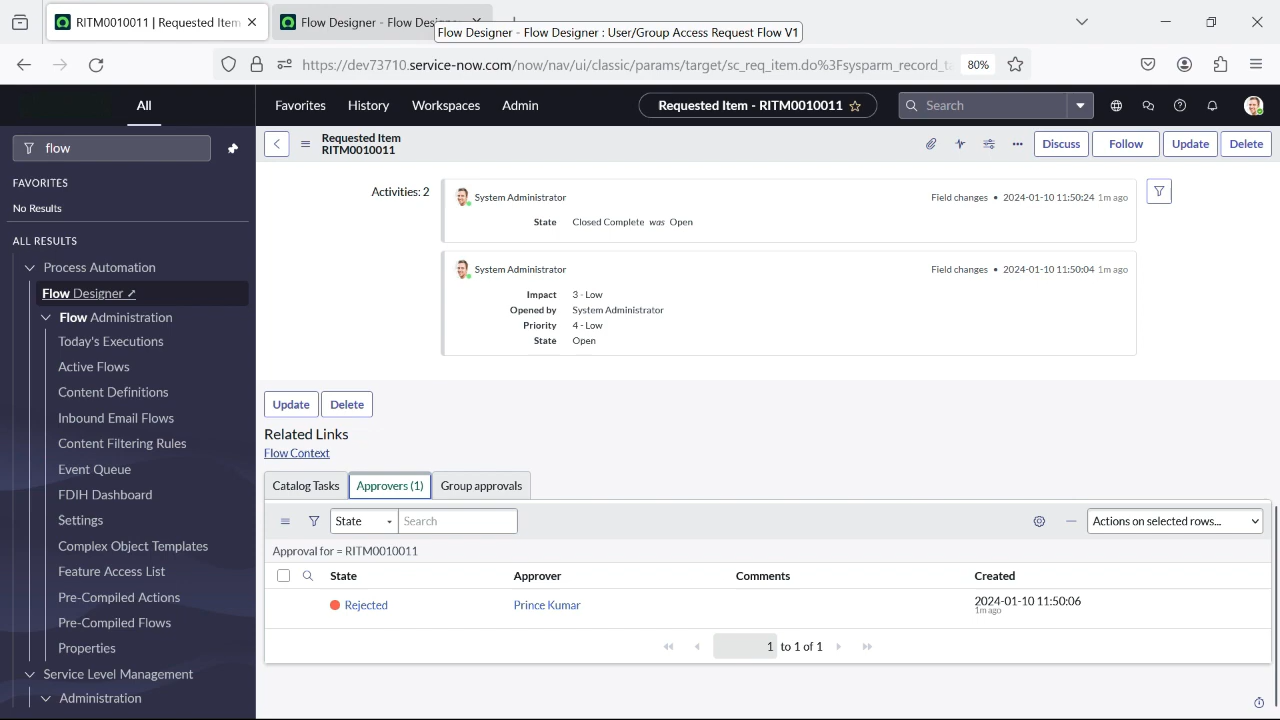 RITM0010011 | Requested Item
Flow Designer - Flow Desig
Flow Designer - Flow Designer : User/Group Access Request Flow V1
https://dev73710.service-now.com/now/nav/ui/classic/params/target/sc_req_item.do%3Fsysparm_record_t
80%
All
Favorites
History
Workspaces
Admin
Requested Item - RITM0010011
Search
flow
FAVORITES
No Results
ALL RESULTS
Process Automation
Flow Designer
Flow Administration
Today's Executions
Active Flows
Content Definitions
Inbound Email Flows
Content Filtering Rules
Event Queue
FDIH Dashboard
Settings
Complex Object Templates
Feature Access List
Pre-Compiled Actions
Pre-Compiled Flows
Properties
Service Level Management
Administration
Requested Item
RITM0010011
Discuss
Follow
Update
Delete
Activities: 2
System Administrator
Field changes • 2024-01-10 11:50:24 1m ago
State Closed Complete was Open
System Administrator
Field changes • 2024-01-10 11:50:04 1m ago
Impact 3 - Low
Opened by System Administrator
Priority 4 - Low
State Open
Update
Delete
Related Links
Flow Context
Catalog Tasks
Approvers (1)
Group approvals
State
Search
Actions on selected rows...
Approval for = RITM0010011
State
Approver
Comments
Created
Rejected
Prince Kumar
2024-01-10 11:50:06
1m ago
1 to 1 of 1